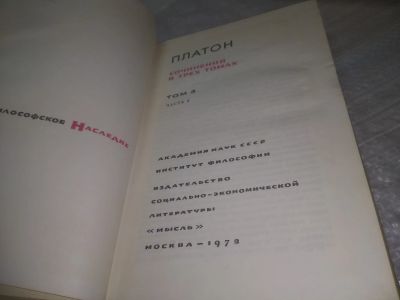 ФИЛОСОФСКОЕ НАСЛЕДИЕ
ПЛАТОН
СОЧИНЕНИЯ
В ТРЕХ ТОМАХ
ТОМ 3
ЧАСТЬ
АКАДЕМИЯ НАУК СССР
ИНСТИТУТ ФИЛОСОФИИ
ИЗДАТЕЛЬСТВО
СОЦИАЛЬНО-ЭКОНОМИЧЕСКОЙ
ЛИТЕРАТУРЫ
«МЫСЛЬ»
МОСКВА — 1972